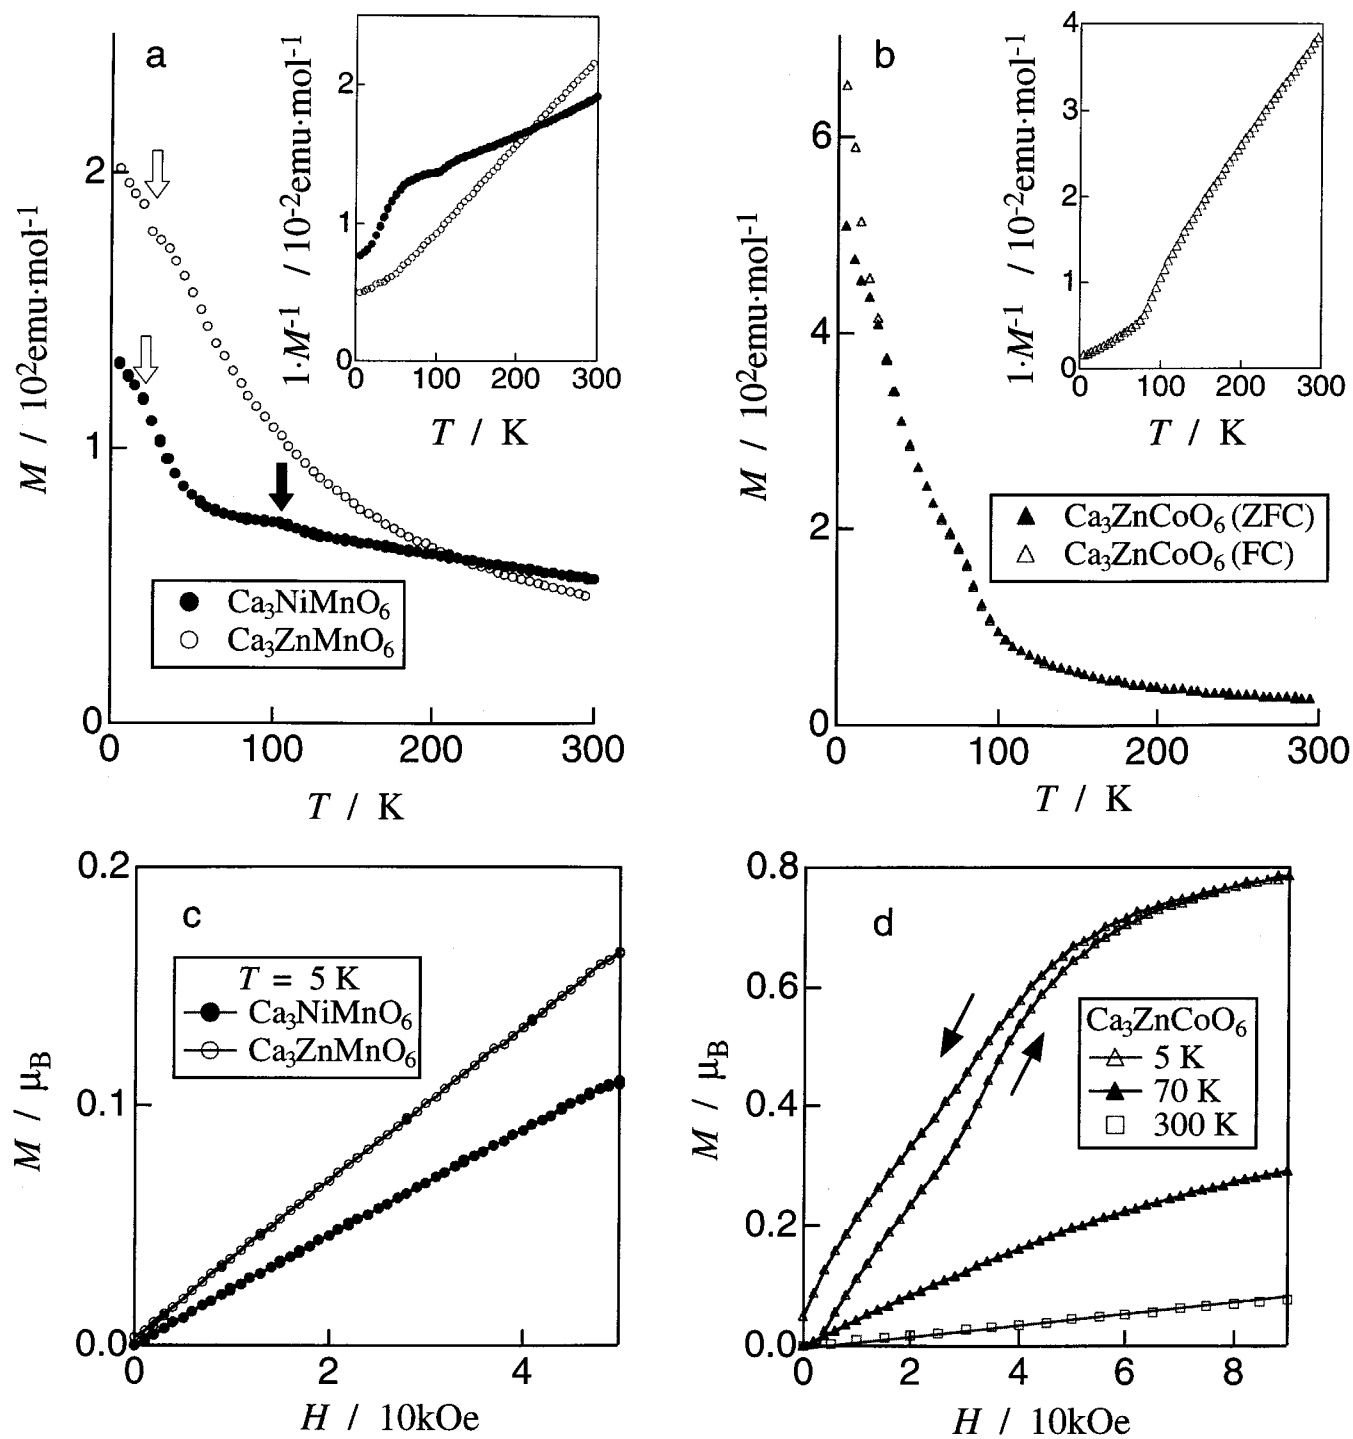 a
M / 10²emu·mol⁻¹
2
1
0
0 100 200 300
T / K
1·M⁻¹ / 10⁻²emu·mol⁻¹
2
1
0
0 100 200 300
T / K
Ca₃NiMnO₆
Ca₃ZnMnO₆
b
M / 10²emu·mol⁻¹
6
4
2
0
0 100 200 300
T / K
1·M⁻¹ / 10⁻²emu·mol⁻¹
4
3
2
1
0
0 100 200 300
T / K
Ca₃ZnCoO₆ (ZFC)
Ca₃ZnCoO₆ (FC)
c
M / μB
0.2
0.1
0.0
0 2 4
H / 10kOe
T = 5 K
Ca₃NiMnO₆
Ca₃ZnMnO₆
d
M / μB
0.8
0.6
0.4
0.2
0.0
0 2 4 6 8
H / 10kOe
Ca₃ZnCoO₆
5 K
70 K
300 K